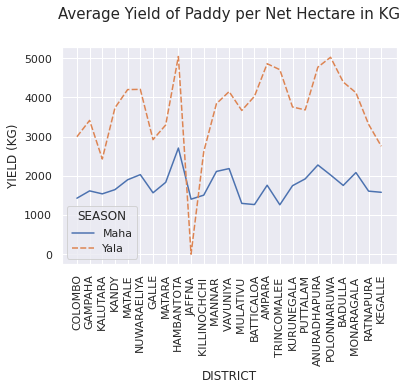 Average Yield of Paddy per Net Hectare in KG
5000
4000
3000
2000
1000
0
YIELD (KG)
SEASON
Maha
Yala
COLOMBO
GAMPAHA
KALUTARA
KANDY
MATALE
NUWARAELIYA
GALLE
MATARA
HAMBANTOTA
JAFFNA
KILLINOCHCHI
MANNAR
VAVUNIYA
MULATIVU
BATTICALOA
AMPARA
TRINCOMALEE
KURUNEGALA
PUTTALAM
ANURADHAPURA
POLONNARUWA
BADULLA
MONARAGALA
RATNAPURA
KEGALLE
DISTRICT